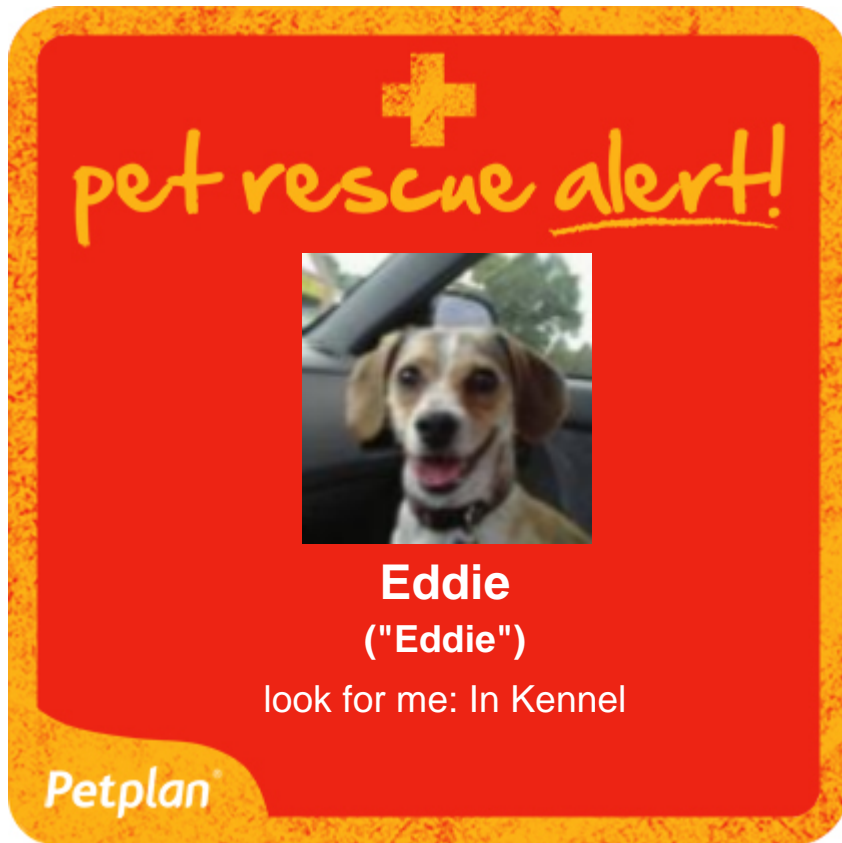 pet rescue alert!
Eddie
("Eddie")
look for me: In Kennel
Petplan®